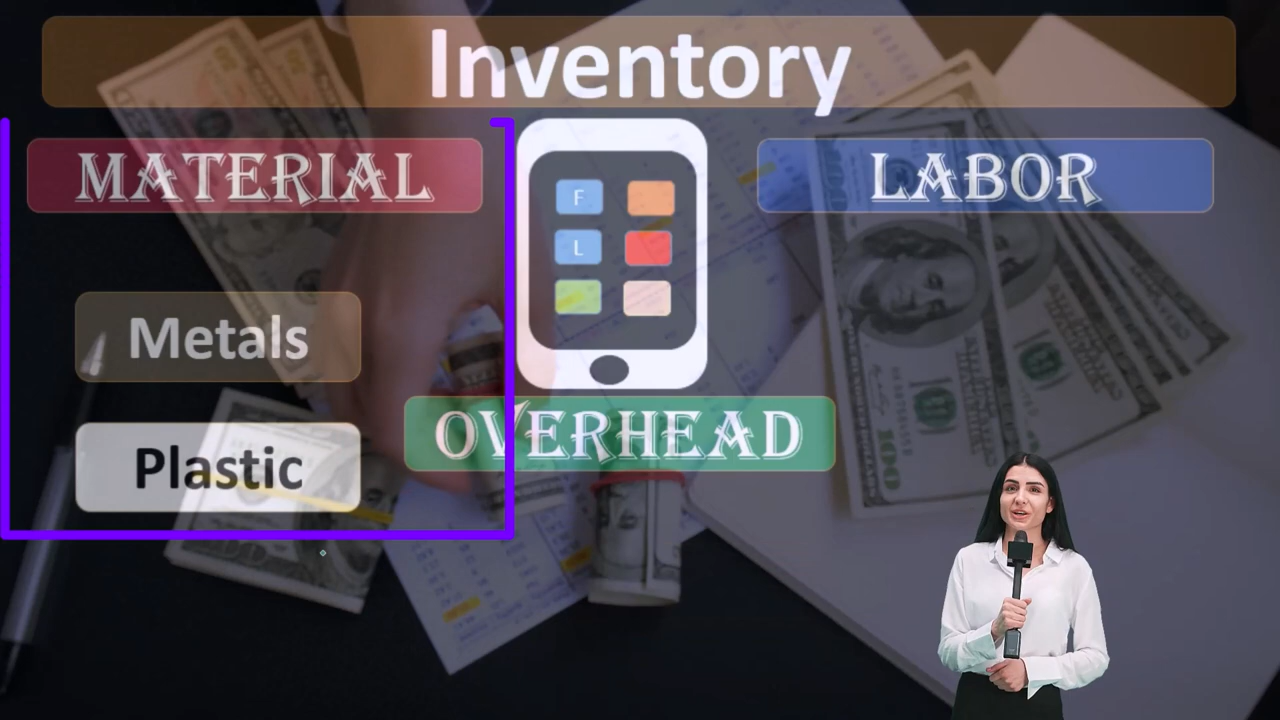 Inventory
MATERIAL
LABOR
F
L
Metals
OVERHEAD
Plastic